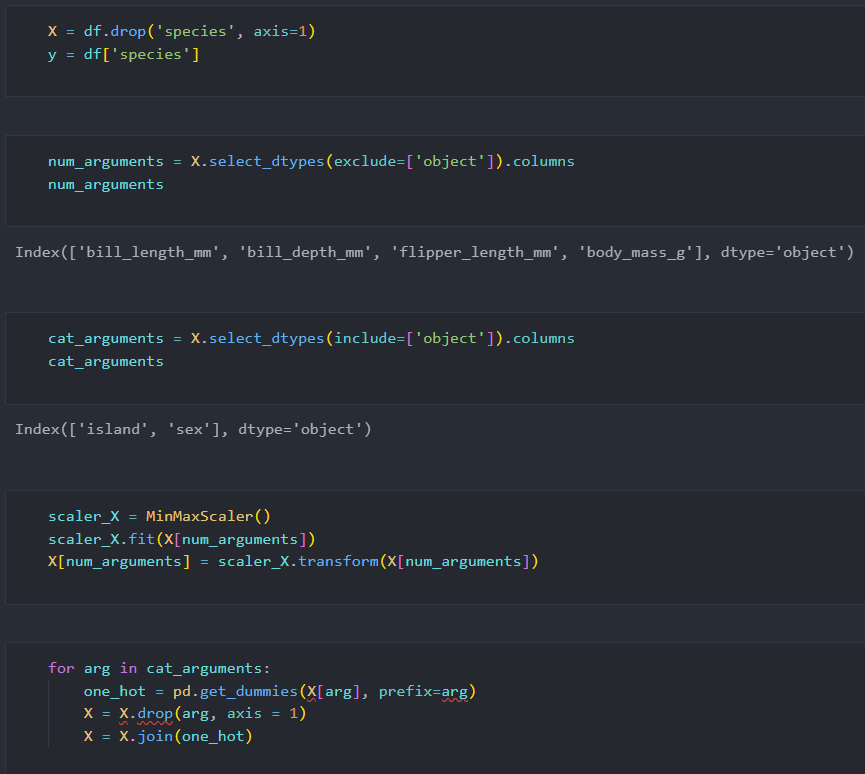 X = df.drop('species', axis=1)
y = df['species']
num_arguments = X.select_dtypes(exclude=['object']).columns
num_arguments
Index(['bill_length_mm', 'bill_depth_mm', 'flipper_length_mm', 'body_mass_g'], dtype='object')
cat_arguments = X.select_dtypes(include=['object']).columns
cat_arguments
Index(['island', 'sex'], dtype='object')
scaler_X = MinMaxScaler()
scaler_X.fit(X[num_arguments])
X[num_arguments] = scaler_X.transform(X[num_arguments])
for arg in cat_arguments:
    one_hot = pd.get_dummies(X[arg], prefix=arg)
    X = X.drop(arg, axis = 1)
    X = X.join(one_hot)